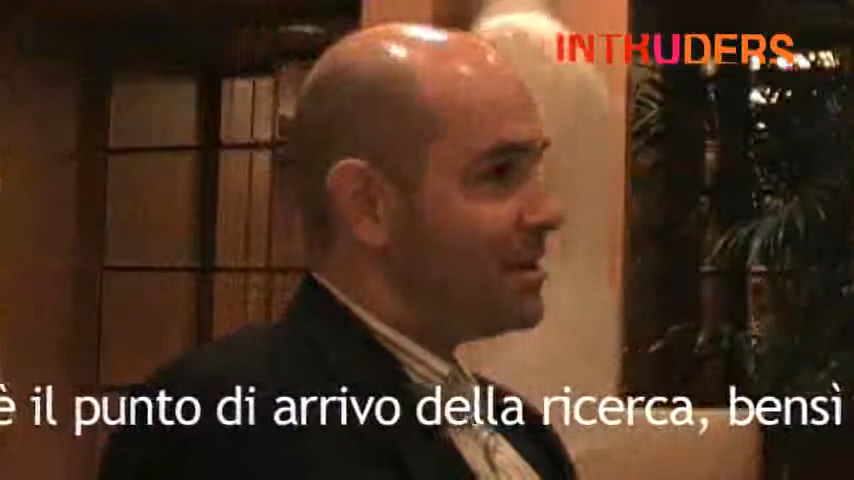 INTRUDERS
è il punto di arrivo della ricerca, bensì